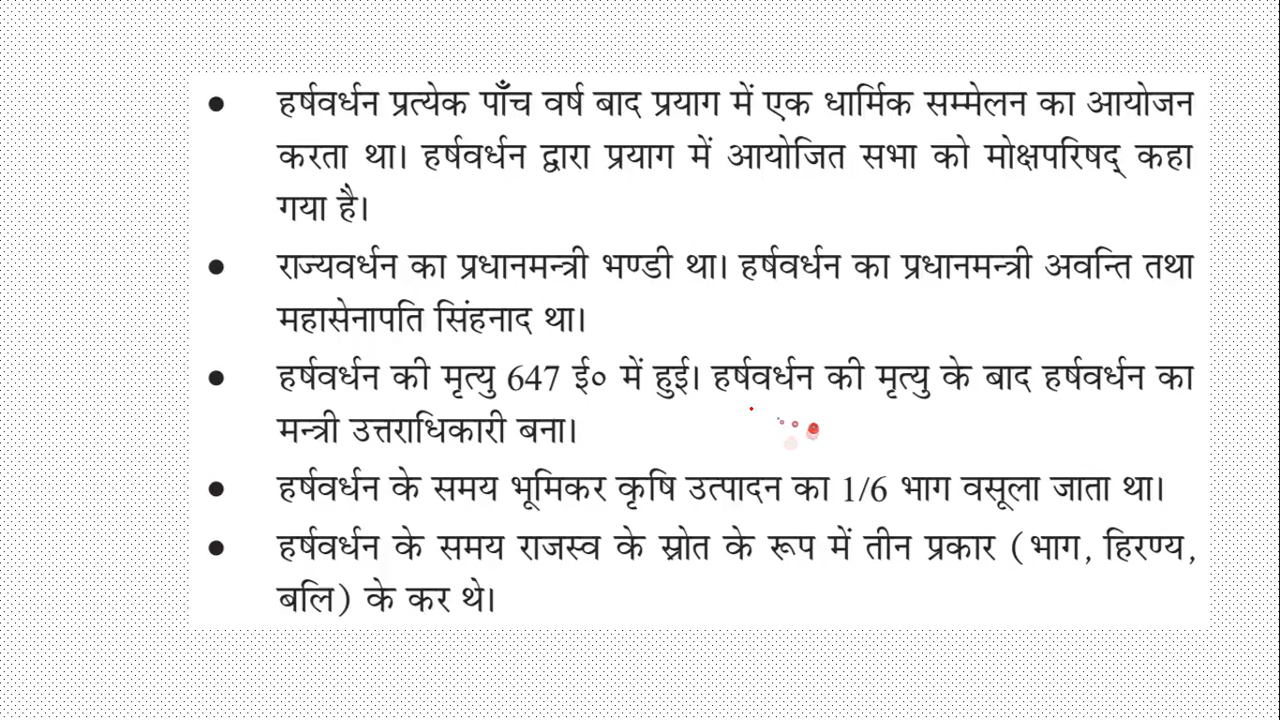 ● हर्षवर्धन प्रत्येक पाँच वर्ष बाद प्रयाग में एक धार्मिक सम्मेलन का आयोजन
करता था। हर्षवर्धन द्वारा प्रयाग में आयोजित सभा को मोक्षपरिषद् कहा
गया है।
● राज्यवर्धन का प्रधानमन्त्री भण्डी था। हर्षवर्धन का प्रधानमन्त्री अवन्ति तथा
महासेनापति सिंहनाद था।
● हर्षवर्धन की मृत्यु 647 ई० में हुई। हर्षवर्धन की मृत्यु के बाद हर्षवर्धन का
मन्त्री उत्तराधिकारी बना।
● हर्षवर्धन के समय भूमिकर कृषि उत्पादन का 1/6 भाग वसूला जाता था।
● हर्षवर्धन के समय राजस्व के स्रोत के रूप में तीन प्रकार (भाग, हिरण्य,
बलि) के कर थे।